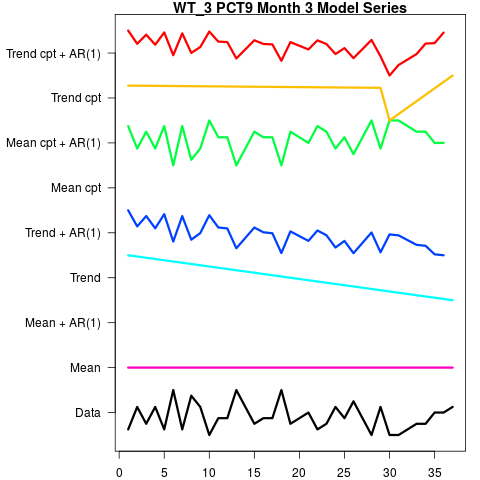 WT_3 PCT9 Month 3 Model Series
Trend cpt + AR(1)
Trend cpt
Mean cpt + AR(1)
Mean cpt
Trend + AR(1)
Trend
Mean + AR(1)
Mean
Data
0 5 10 15 20 25 30 35